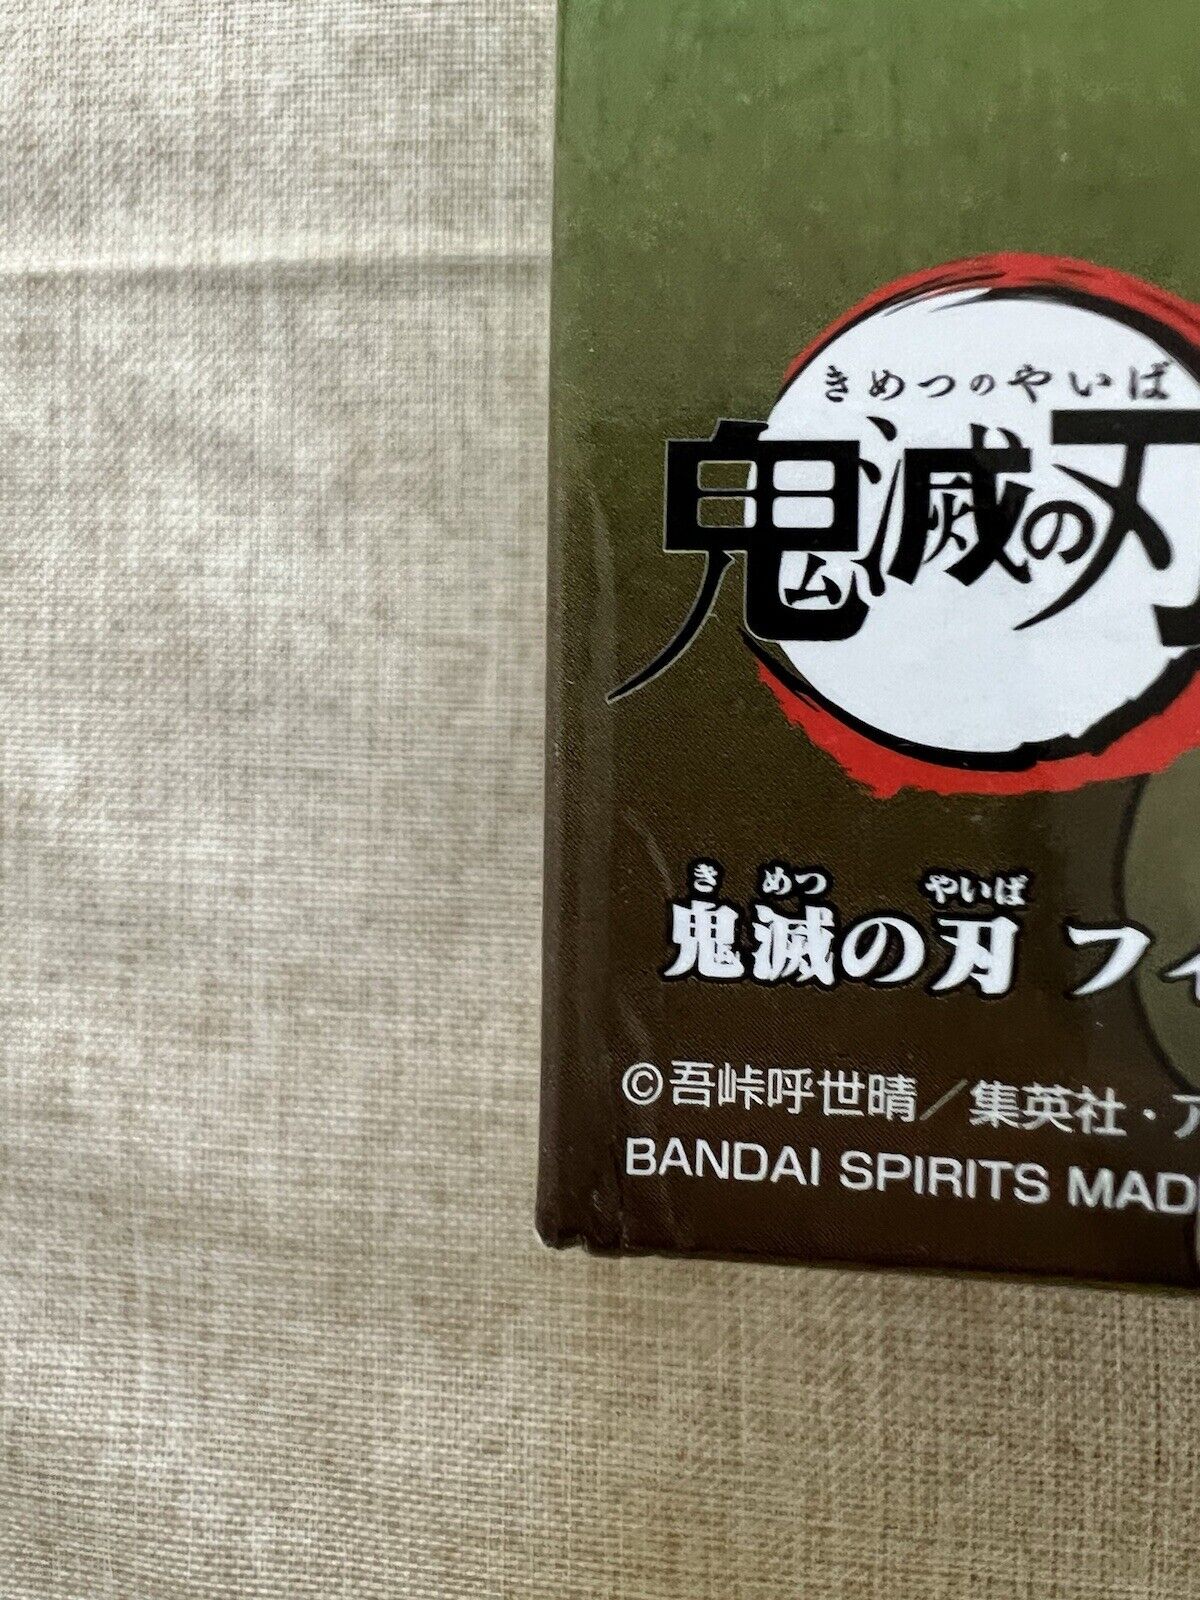 きめつのやいば
鬼滅の刃
きめつ やいば
鬼滅の刃 フィ
©吾峠呼世晴／集英社・ア
BANDAI SPIRITS MAD